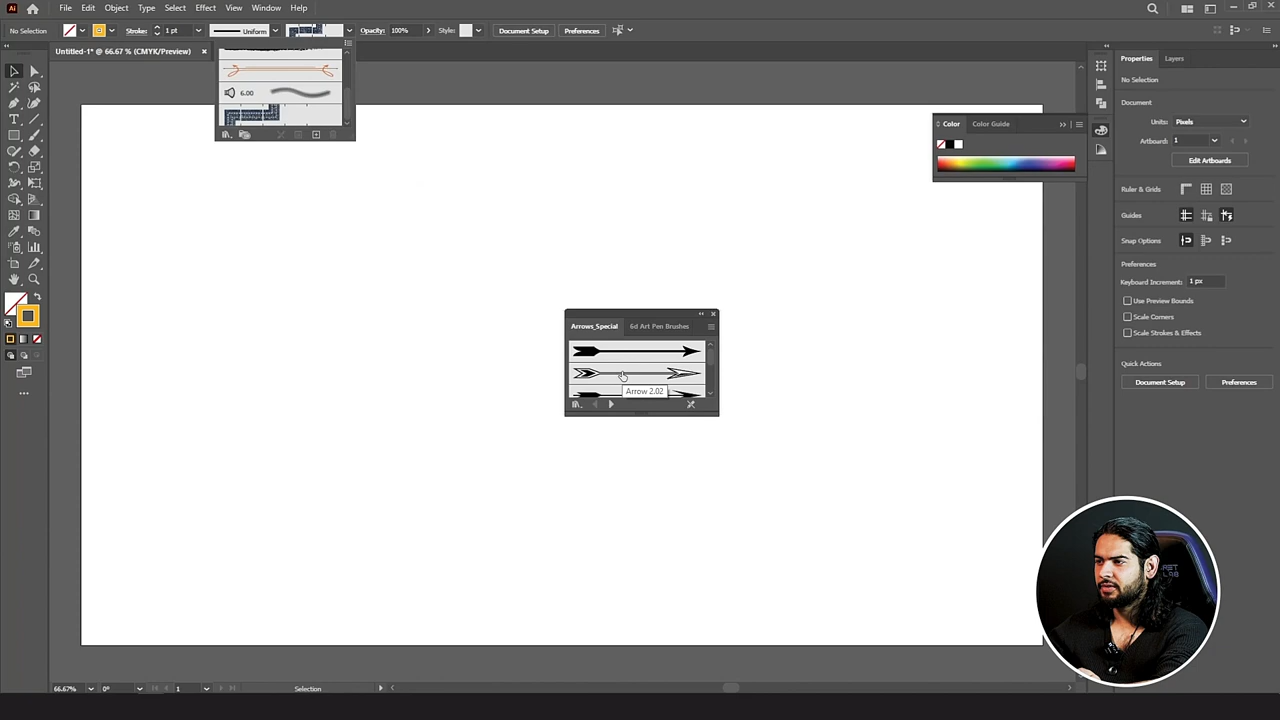 Ai File Edit Object Type Select Effect View Window Help
No Selection Stroke: 1 pt Uniform Opacity: 100% Style: Document Setup Preferences
Untitled-1* @ 66.67 % (CMYK/Preview)
Properties Layers
No Selection
6.00
Document
Units: Pixels
Color Color Guide
Artboard: 1
Edit Artboards
Ruler & Grids
Guides
Snap Options
Preferences
Keyboard Increment: 1 px
Use Preview Bounds
Scale Corners
Scale Strokes & Effects
Arrows_Special 6d Art Pen Brushes
Arrow 2.02
Quick Actions
Document Setup Preferences
66.67% 0° 1 Selection